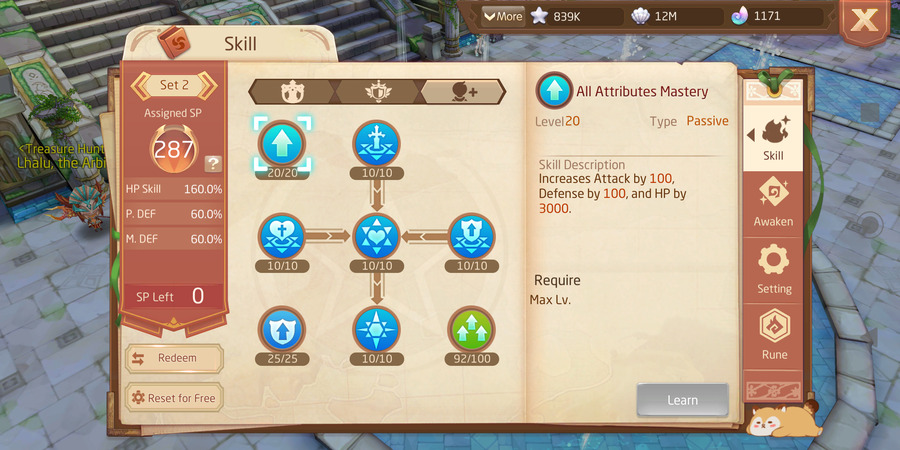 More
839K
12M
1171
Skill
Set 2
Assigned SP
287
?
HP Skill 160.0%
P. DEF 60.0%
M. DEF 60.0%
SP Left 0
Redeem
Reset for Free
<Treasure Hunt
Lhalu, the Arbi
20/20
10/10
10/10
10/10
10/10
25/25
10/10
92/100
All Attributes Mastery
Level20 Type Passive
Skill Description
Increases Attack by 100,
Defense by 100, and HP by
3000.
Require
Max Lv.
Learn
Skill
Awaken
Setting
Rune